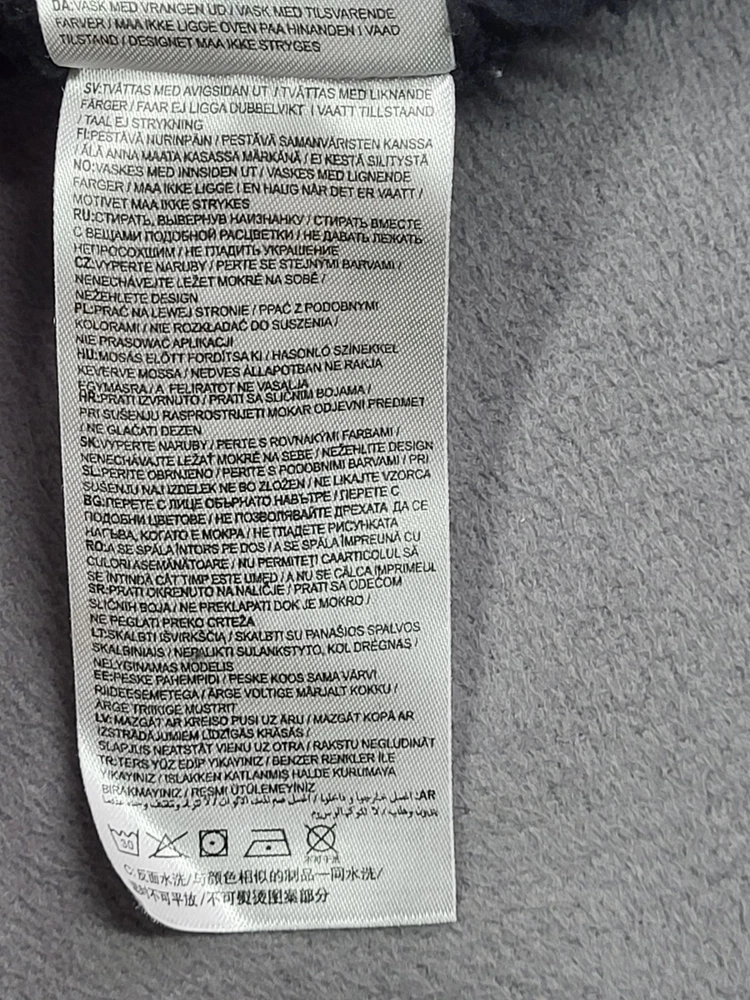 DA:VASK MED VRANGEN UD / VASK MED TILSVARENDE
FARVER / MAA IKKE LIGGE OVEN PAA HINANDEN I VAAD
TILSTAND / DESIGNET MAA IKKE STRYGES
SV:TVÄTTAS MED AVIGSIDAN UT / TVÄTTAS MED LIKNANDE
FÄRGER / FAAR EJ LIGGA DUBBELVIKT I VAATT TILLSTAAND
/ TAAL EJ STRYKNING
FI:PESTÄVÄ NURINPÄIN / PESTÄVÄ SAMANVÄRISTEN KANSSA
/ ÄLÄ ANNA MAATA KASASSA MÄRKÄNÄ / EI KESTÄ SILITYSTÄ
NO:VASKES MED INNSIDEN UT / VASKES MED LIGNENDE
FARGER / MAA IKKE LIGGE I EN HAUG NÅR DET ER VAATT /
MOTIVET MAA IKKE STRYKES
RU:СТИРАТЬ, ВЫВЕРНУВ НАИЗНАНКУ / СТИРАТЬ ВМЕСТЕ
С ВЕЩАМИ ПОДОБНОЙ РАСЦВЕТКИ / НЕ ДАВАТЬ ЛЕЖАТЬ
НЕПРОСОХШИМ / НЕ ГЛАДИТЬ УКРАШЕНИЕ
CZ:VYPERTE NARUBY / PERTE SE STEJNÝMI BARVAMI /
NENECHÁVEJTE LEŽET MOKRÉ NA SOBĚ /
NEŽEHLETE DESIGN
PL:PRAĆ NA LEWEJ STRONIE / PPAĆ Z PODOBNYMI
KOLORAMI / NIE ROZKŁADAĆ DO SUSZENIA /
NIE PRASOWAĆ APLIKACJI
HU:MOSÁS ELŐTT FORDÍTSA KI / HASONLÓ SZÍNEKKEL
KEVERVE MOSSA / NEDVES ÁLLAPOTBAN NE RAKJA
EGYMÁSRA / A FELIRATOT NE VASALJA
HR:PRATI IZVRNUTO / PRATI SA SLIČNIM BOJAMA /
PRI SUŠENJU RASPROSTRIJETI MOKAR ODJEVNI PREDMET
/ NE GLAČATI DEZEN
SK:VYPERTE NARUBY / PERTE S ROVNAKÝMI FARBAMI /
NENECHÁVAJTE LEŽAŤ MOKRÉ NA SEBE / NEŽEHLITE DESIGN
SL:PERITE OBRNJENO / PERITE S PODOBNIMI BARVAMI / PRI
SUŠENJU NAJ IZDELEK NE BO ZLOŽEN / NE LIKAJTE VZORCA
BG:ПЕРЕТЕ С ЛИЦЕ ОБЪРНАТО НАВЪТРЕ / ПЕРЕТЕ С
ПОДОБНИ ЦВЕТОВЕ / НЕ ПОЗВОЛЯВАЙТЕ ДРЕХАТА ДА СЕ
НАГЪВА, КОГАТО Е МОКРА / НЕ ГЛАДЕТЕ РИСУНКАТА
RO:A SE SPĂLA ÎNTORS PE DOS / A SE SPĂLA ÎMPREUNĂ CU
CULORI ASEMĂNĂTOARE / NU PERMITEŢI CAARTICOLUL SĂ
SE ÎNTINDĂ CÂT TIMP ESTE UMED / A NU SE CĂLCA IMPRIMEUL
SR:PRATI OKRENUTO NA NALIČJE / PRATI SA ODEĆOM
SLIČNIH BOJA / NE PREKLAPATI DOK JE MOKRO /
NE PEGLATI PREKO CRTEŽA
LT:SKALBTI IŠVIRKŠČIĄ / SKALBTI SU PANAŠIOS SPALVOS
SKALBINIAIS / NEPALIKTI SULANKSTYTO, KOL DRĖGNAS /
NELYGINAMAS MODELIS
EE:PESKE PAHEMPIDI / PESKE KOOS SAMA VÄRVI
RIIDEESEMETEGA / ÄRGE VOLTIGE MÄRJALT KOKKU /
ÄRGE TRIIKIGE MUSTRIT
LV:MAZGĀT AR KREISO PUSI UZ ĀRU / MAZGĀT KOPĀ AR
IZSTRĀDĀJUMIEM LĪDZĪGĀS KRĀSĀS /
SLAPJUS NEATSTĀT VIENU UZ OTRA / RAKSTU NEGLUDINĀT
TR:TERS YÜZ EDİP YIKAYINIZ / BENZER RENKLER İLE
YIKAYINIZ / ISLAKKEN KATLANMIŞ HALDE KURUMAYA
BIRAKMAYINIZ / RESMİ ÜTÜLEMEYİNİZ
AR:
30
不可干洗
C:反面水洗/与顔色相似的制品一同水洗/
不可平放/不可熨烫图案部分